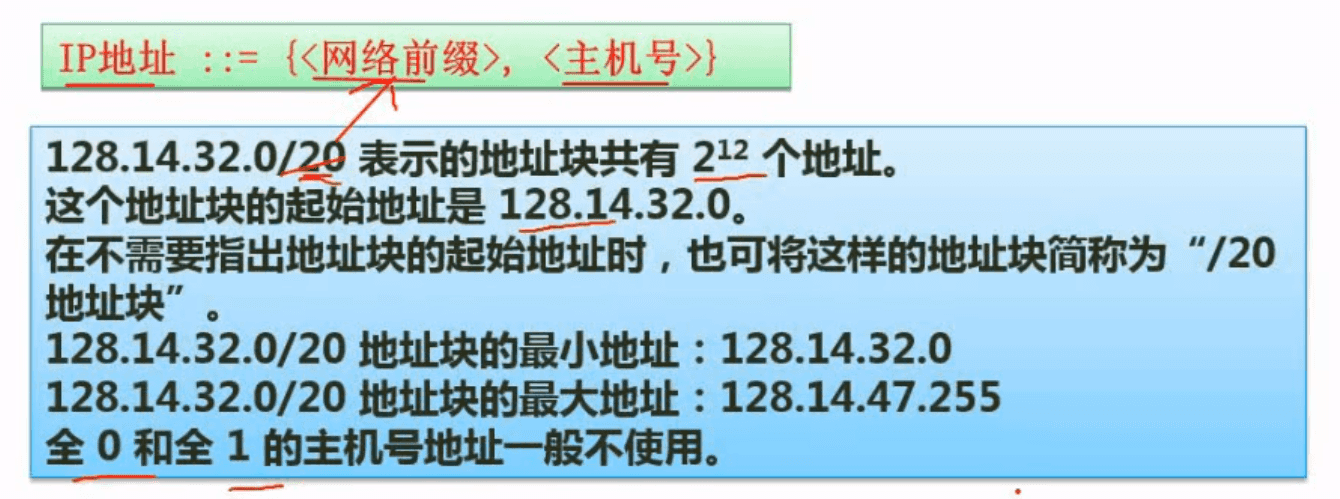 IP地址 ::= {<网络前缀>, <主机号>}
128.14.32.0/20 表示的地址块共有 2¹² 个地址。
这个地址块的起始地址是 128.14.32.0。
在不需要指出地址块的起始地址时，也可将这样的地址块简称为“/20
地址块”。
128.14.32.0/20 地址块的最小地址：128.14.32.0
128.14.32.0/20 地址块的最大地址：128.14.47.255
全 0 和全 1 的主机号地址一般不使用。